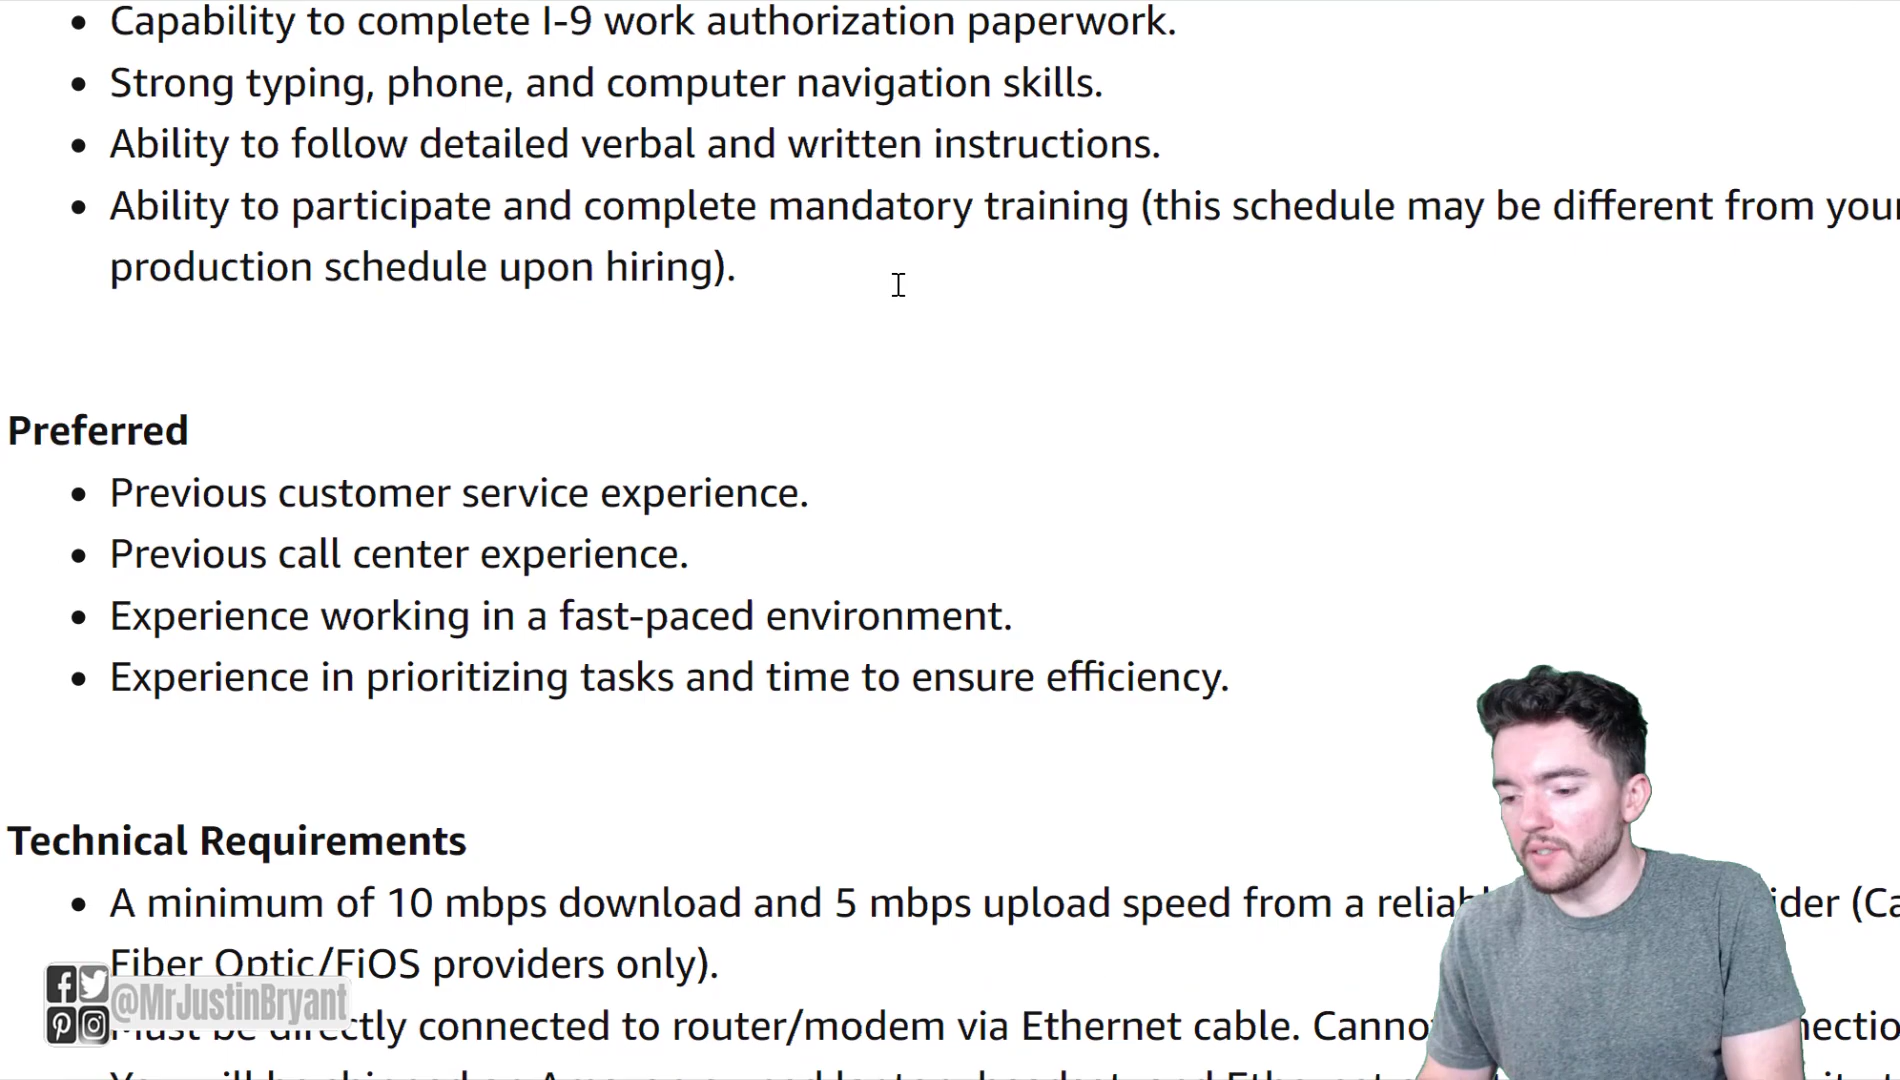 Capability to complete I-9 work authorization paperwork.
Strong typing, phone, and computer navigation skills.
Ability to follow detailed verbal and written instructions.
Ability to participate and complete mandatory training (this schedule may be different from your
production schedule upon hiring).
Preferred
Previous customer service experience.
Previous call center experience.
Experience working in a fast-paced environment.
Experience in prioritizing tasks and time to ensure efficiency.
Technical Requirements
A minimum of 10 mbps download and 5 mbps upload speed from a
Fiber Optic/FiOS providers only).
@MrJustinBryant
Must be directly connected to router/modem via Ethernet cable.